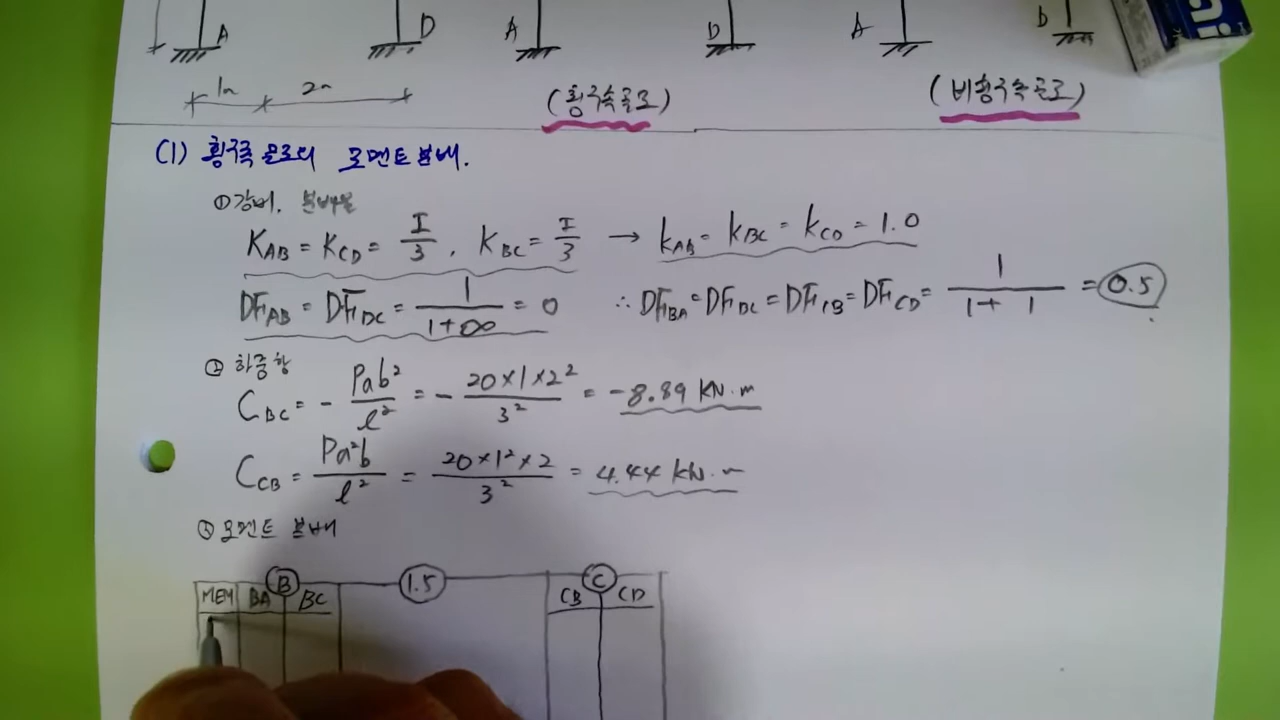 A D A D A D
1m 2m (횡구속골조) (비횡구속골조)
(1) 횡구속 골조의 모멘트분배.
① 강비. 분배율
K_AB = K_CD = I/3, K_BC = I/3 → k_AB = k_BC = k_CD = 1.0
DF_AB = DF_DC = 1/(1+∞) = 0 ∴ DF_BA = DF_BC = DF_CB = DF_CD = 1/(1+1) = 0.5
② 하중항
C_BC = - Pab²/l² = - 20×1×2²/3² = -8.89 KN·m
C_CB = Pa²b/l² = 20×1²×2/3² = 4.44 KN·m
③ 모멘트 분배
B 1.5 C
MEM BA BC CB CD